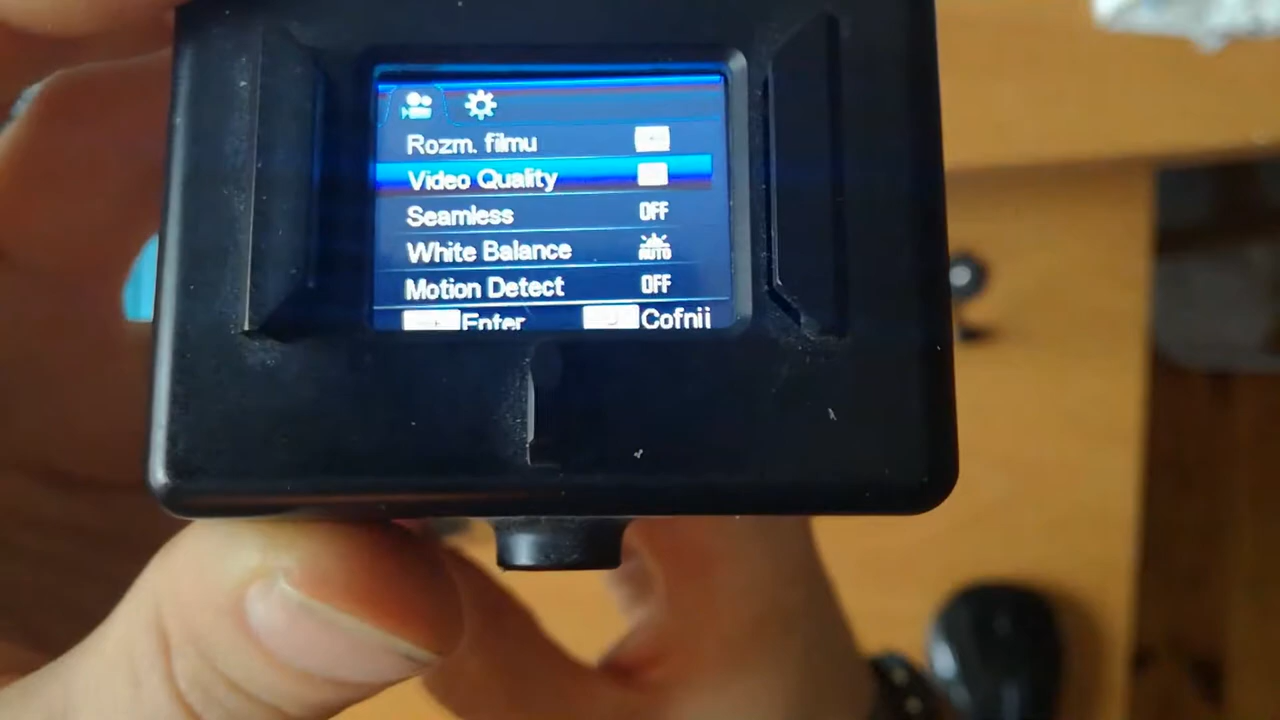 Rozm. filmu
Video Quality
Seamless OFF
White Balance AUTO
Motion Detect OFF
Enter Cofnij